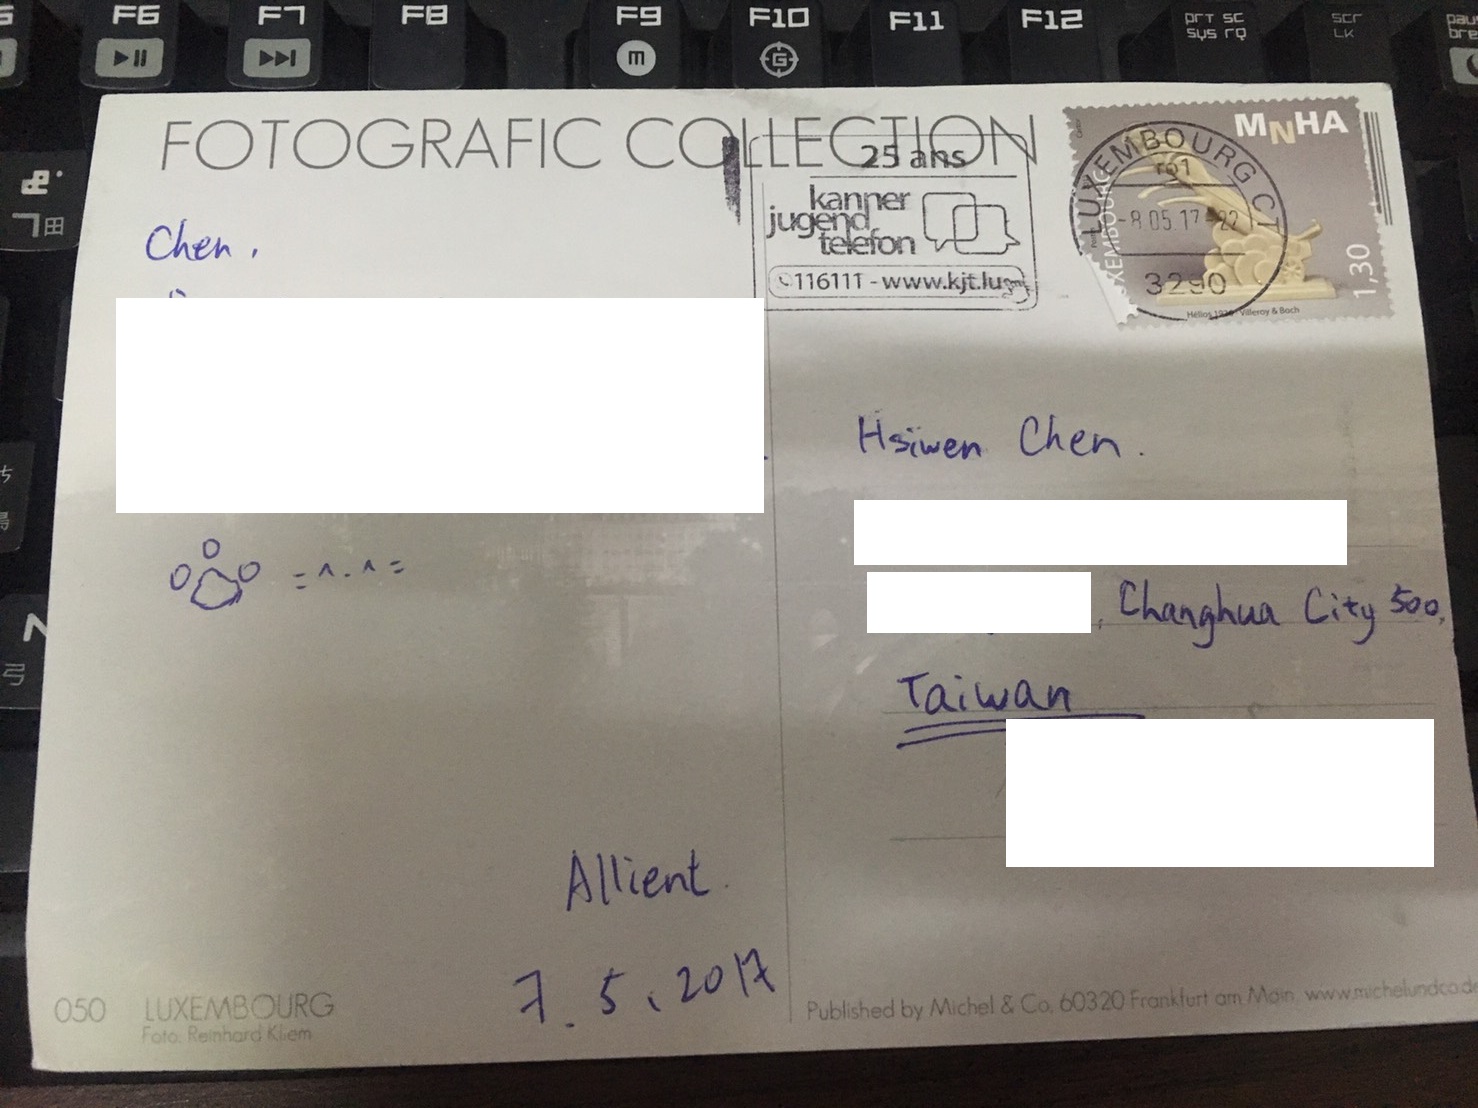 F6
F7
F8
F9
F10
F11
F12
prt sc
sys rq
scr
lk
m
G
FOTOGRAFIC COLLECTION
25 ans
kanner
jugend
telefon
116111 - www.kjt.lu
MNHA
LUXEMBOURG CT
-8.05.17-22
3290
1,30
Hélios Villeroy & Boch
Chen,
=^.^=
Allient.
7.5.2017
Hsiwen Chen.
, Changhua City 500,
Taiwan
050 LUXEMBOURG
Foto: Reinhard Kliem
Published by Michel & Co, 60320 Frankfurt am Main, www.michelundco.de
ㄢ
弓